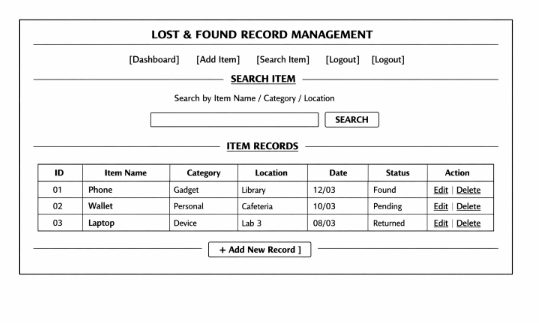 LOST & FOUND RECORD MANAGEMENT
[Dashboard] [Add Item] [Search Item] [Logout] [Logout]
SEARCH ITEM
Search by Item Name / Category / Location
SEARCH
ITEM RECORDS
ID Item Name Category Location Date Status Action
01 Phone Gadget Library 12/03 Found Edit | Delete
02 Wallet Personal Cafeteria 10/03 Pending Edit | Delete
03 Laptop Device Lab 3 08/03 Returned Edit | Delete
+ Add New Record ]